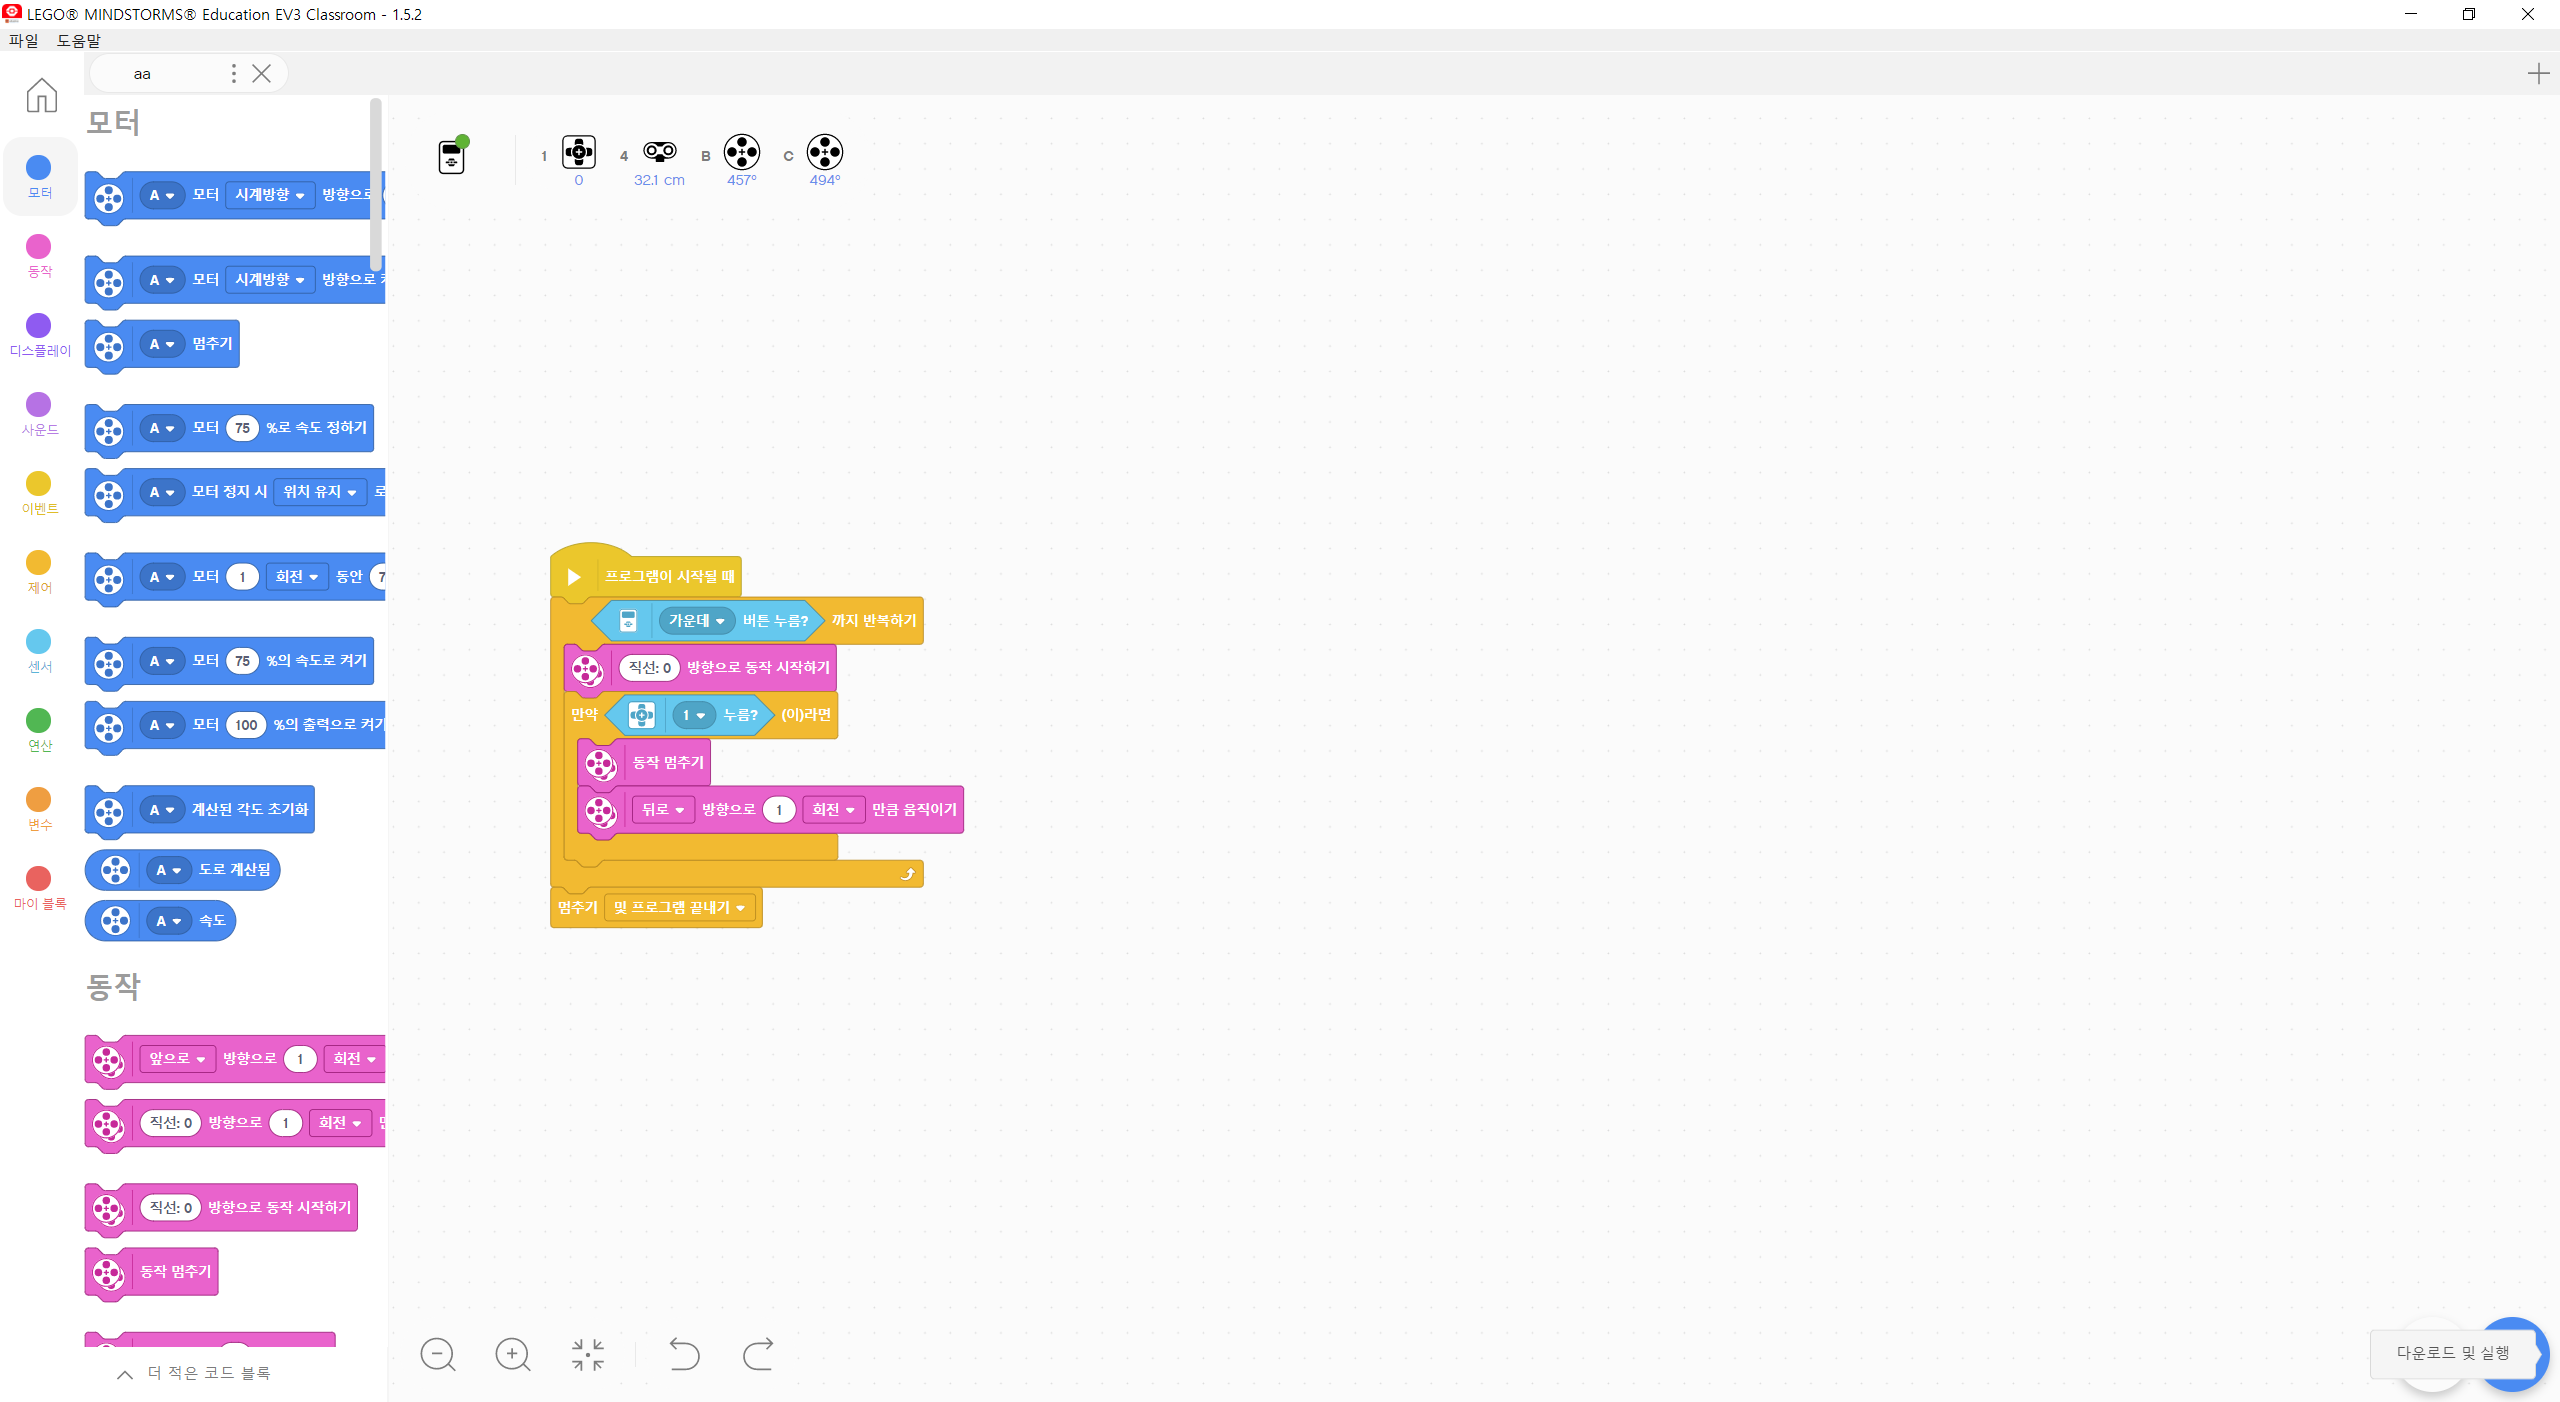 LEGO® MINDSTORMS® Education EV3 Classroom - 1.5.2
파일 도움말
aa
모터
동작
디스플레이
사운드
이벤트
제어
센서
연산
변수
마이 블록
모터
A 모터 시계방향 방향으로
A 모터 시계방향 방향으로
A 멈추기
A 모터 75 %로 속도 정하기
A 모터 정지 시 위치 유지 로
A 모터 1 회전 동안 7
A 모터 75 %의 속도로 켜기
A 모터 100 %의 출력으로 켜기
A 계산된 각도 초기화
A 도로 계산됨
A 속도
동작
앞으로 방향으로 1 회전
직선: 0 방향으로 1 회전
직선: 0 방향으로 동작 시작하기
동작 멈추기
더 적은 코드 블록
1 4 B C
0 32.1 cm 457° 494°
프로그램이 시작될 때
가운데 버튼 누름? 까지 반복하기
직선: 0 방향으로 동작 시작하기
만약 1 누름? (이)라면
동작 멈추기
뒤로 방향으로 1 회전 만큼 움직이기
멈추기 및 프로그램 끝내기
다운로드 및 실행